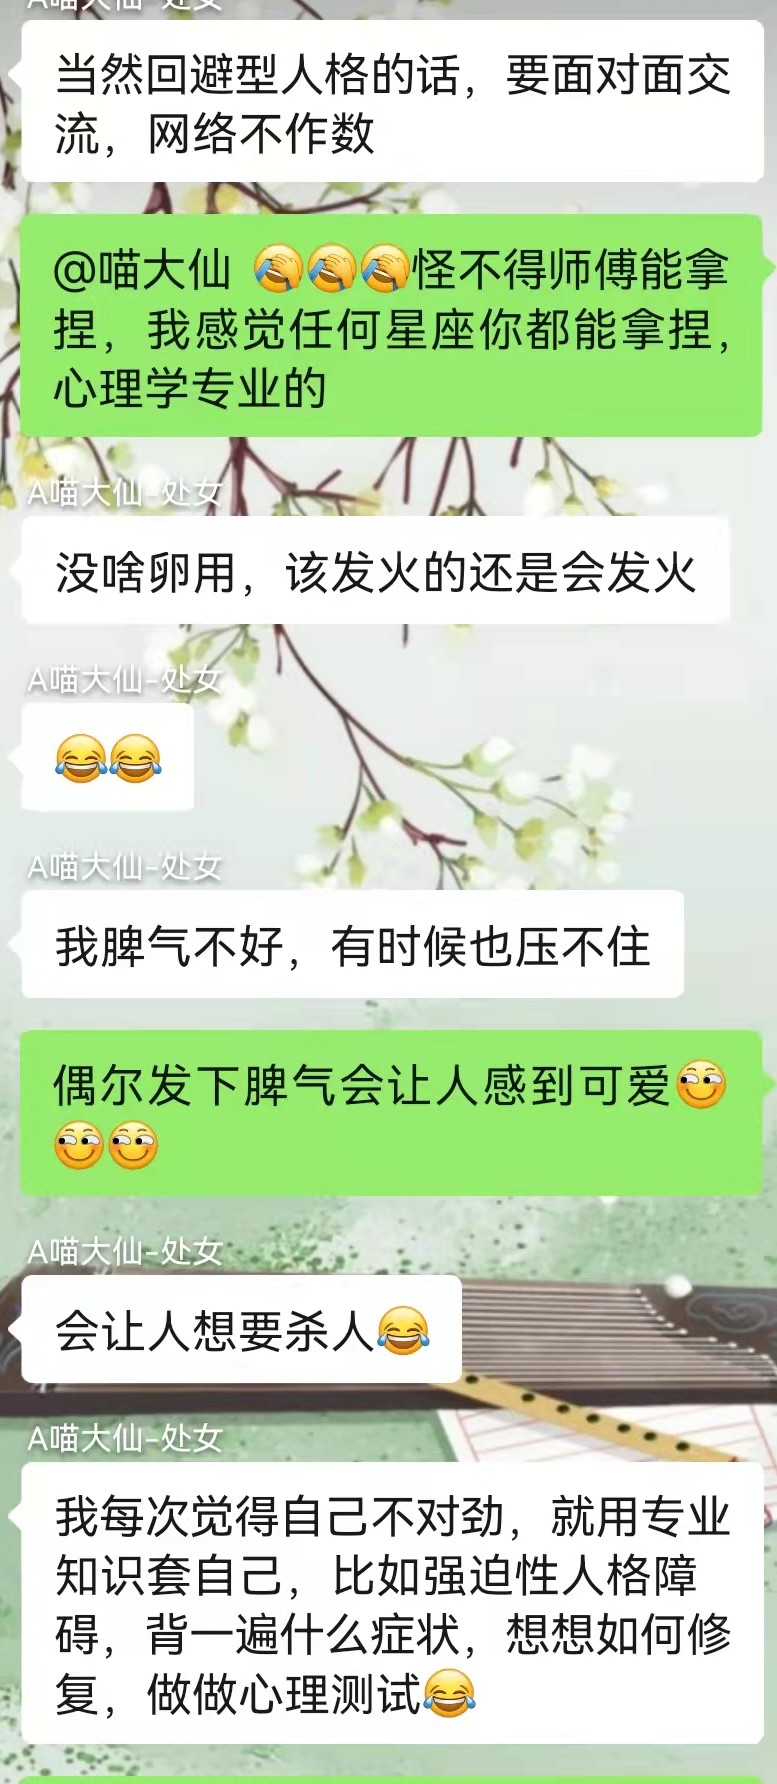 A喵大仙-处女
当然回避型人格的话，要面对面交
流，网络不作数
@喵大仙 🤦🤦🤦怪不得师傅能拿
捏，我感觉任何星座你都能拿捏，
心理学专业的
A喵大仙-处女
没啥卵用，该发火的还是会发火
A喵大仙-处女
😂😂
A喵大仙-处女
我脾气不好，有时候也压不住
偶尔发下脾气会让人感到可爱
A喵大仙-处女
会让人想要杀人😂
A喵大仙-处女
我每次觉得自己不对劲，就用专业
知识套自己，比如强迫性人格障
碍，背一遍什么症状，想想如何修
复，做做心理测试😂